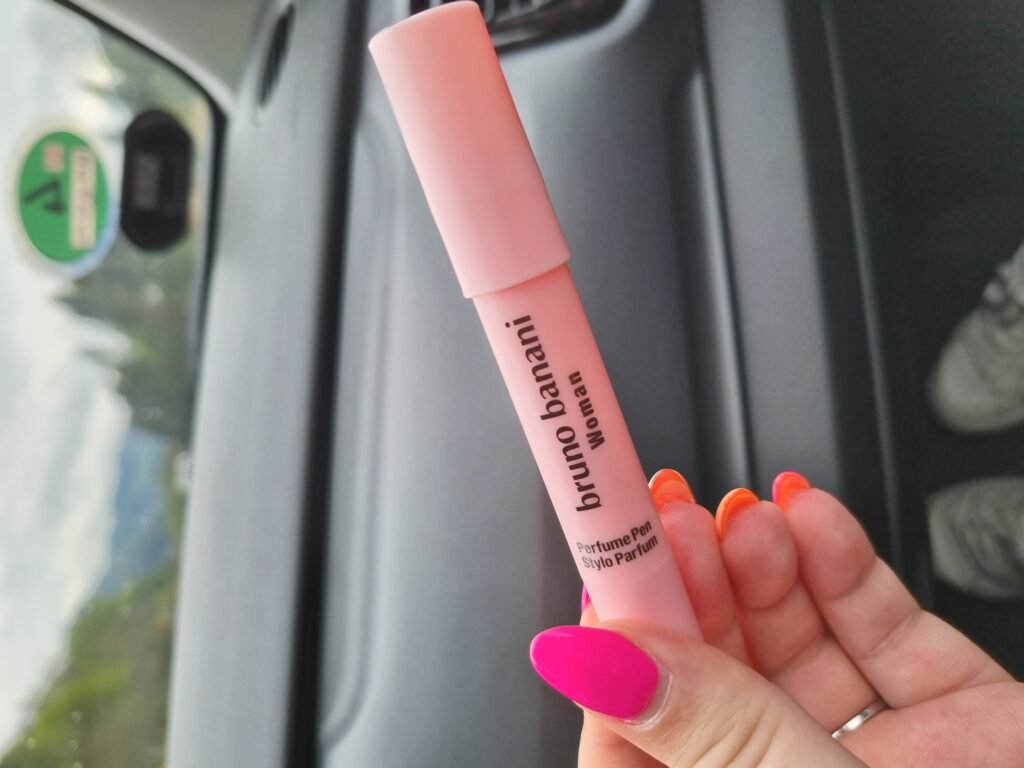 bruno banani
Woman
Perfume Pen
Stylo Parfum